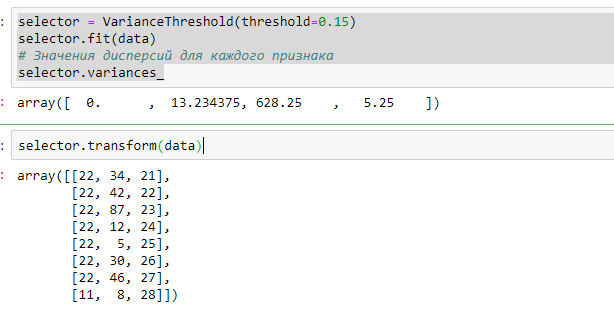 : selector = VarianceThreshold(threshold=0.15)
selector.fit(data)
# Значения дисперсий для каждого признака
selector.variances_
: array([  0.      ,  13.234375, 628.25    ,   5.25    ])
: selector.transform(data)
: array([[22, 34, 21],
       [22, 42, 22],
       [22, 87, 23],
       [22, 12, 24],
       [22,  5, 25],
       [22, 30, 26],
       [22, 46, 27],
       [11,  8, 28]])